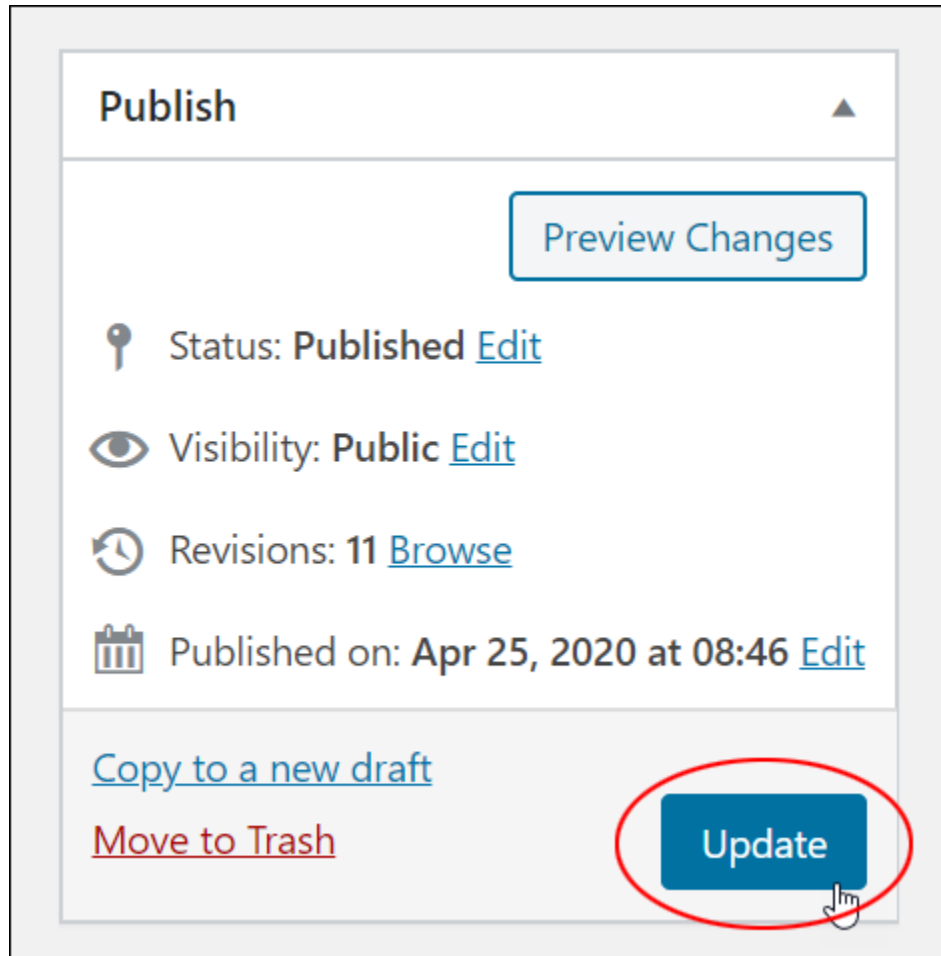 Publish
Preview Changes
Status: Published Edit
Visibility: Public Edit
Revisions: 11 Browse
Published on: Apr 25, 2020 at 08:46 Edit
Copy to a new draft
Move to Trash
Update